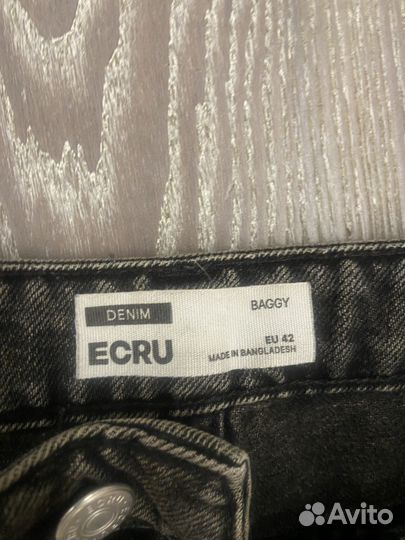 DENIM
BAGGY
ECRU
EU 42
MADE IN BANGLADESH
Avito